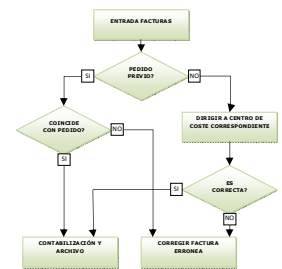 ENTRADA FACTURAS
PEDIDO
PREVIO?
SI
NO
COINCIDE
CON PEDIDO?
NO
DIRIGIR A CENTRO DE
COSTE CORRESPONDIENTE
SI
ES
CORRECTA?
SI
NO
CONTABILIZACIÓN Y
ARCHIVO
CORREGIR FACTURA
ERRONEA